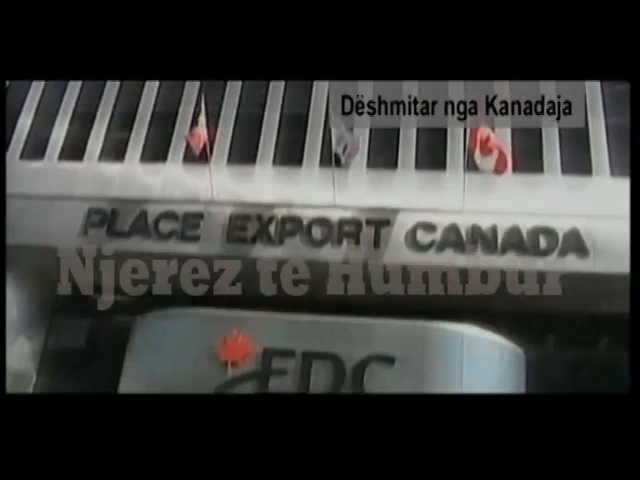 Dëshmitar nga Kanadaja
PLACE EXPORT CANADA
Njerez te Humbur
EDC